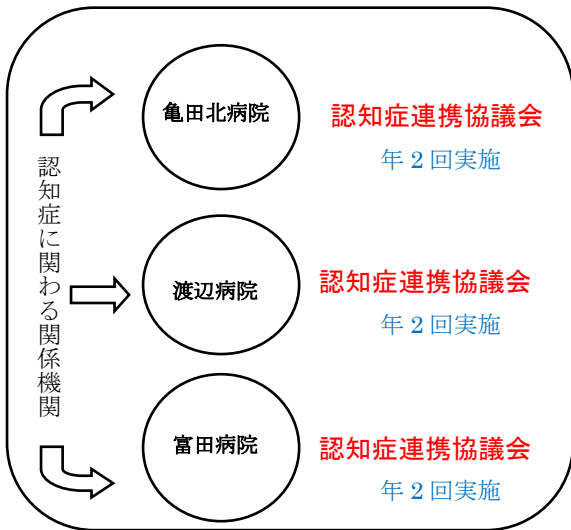 認知症に関わる関係機関
亀田北病院
認知症連携協議会
年2回実施
渡辺病院
認知症連携協議会
年2回実施
富田病院
認知症連携協議会
年2回実施